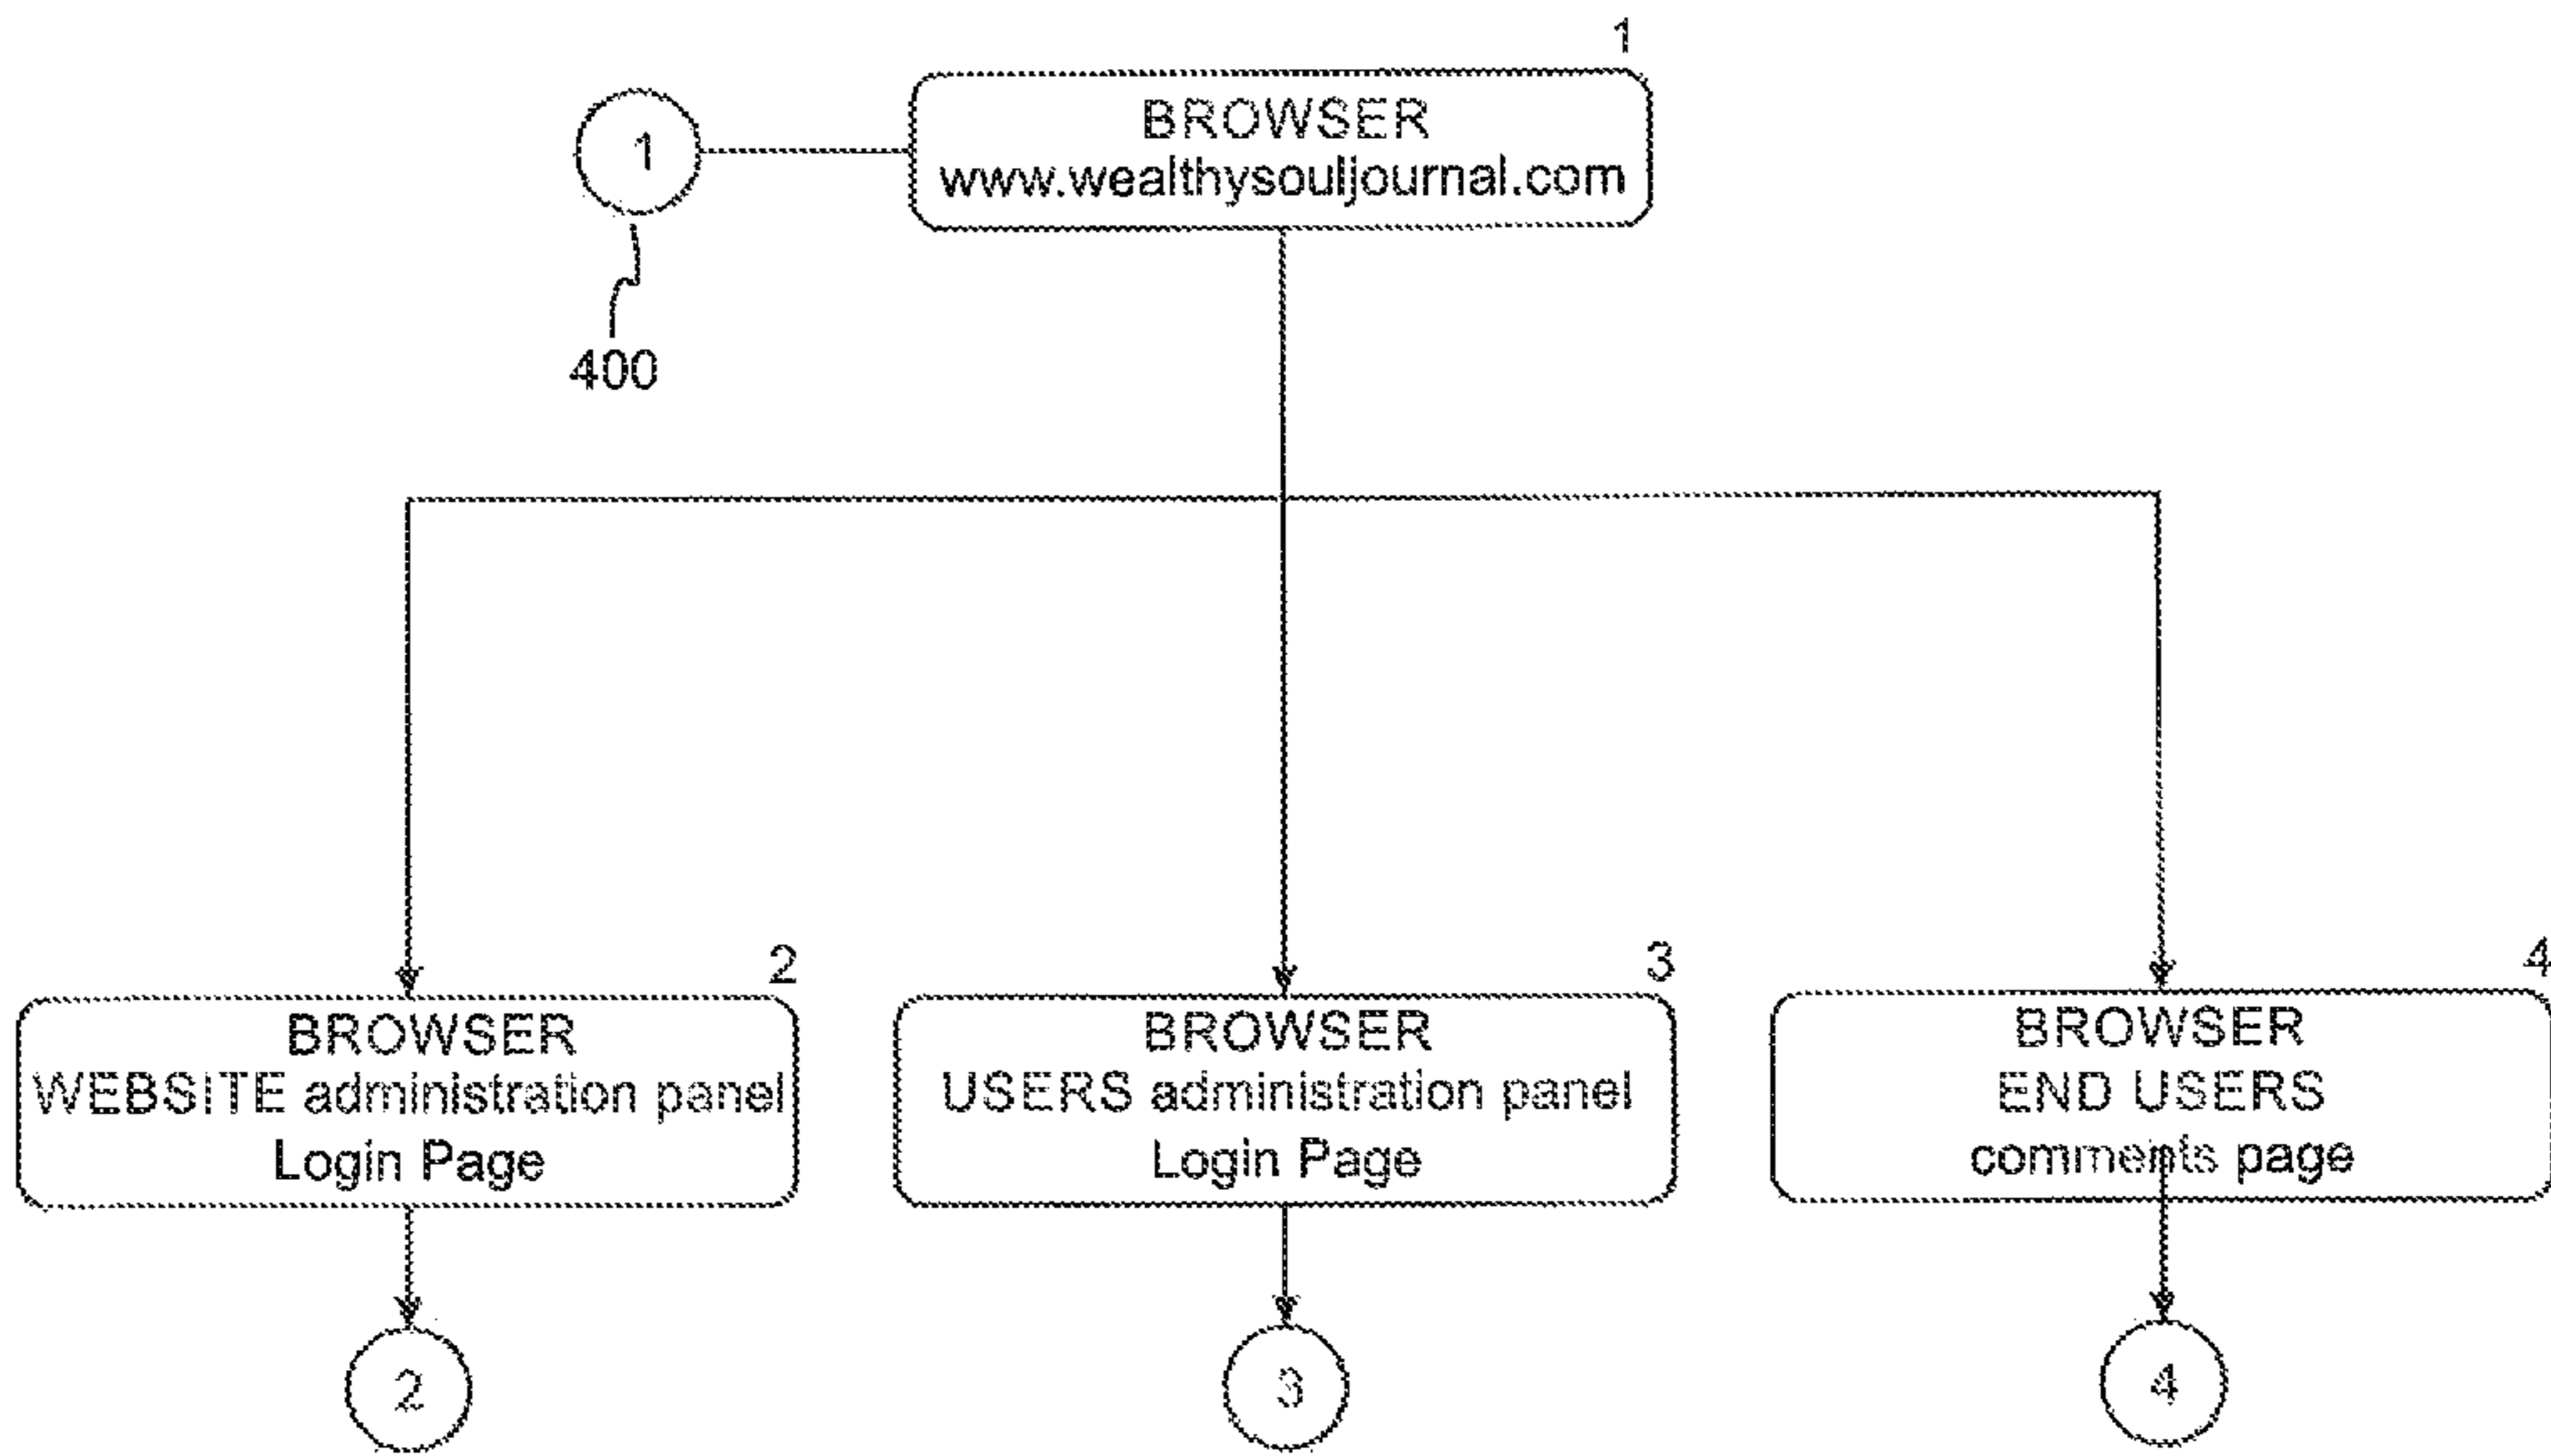 1
BROWSER
www.wealthysouljournal.com
1
400
2
BROWSER
WEBSITE administration panel
Login Page
3
BROWSER
USERS administration panel
Login Page
4
BROWSER
END USERS
comments page
2
3
4